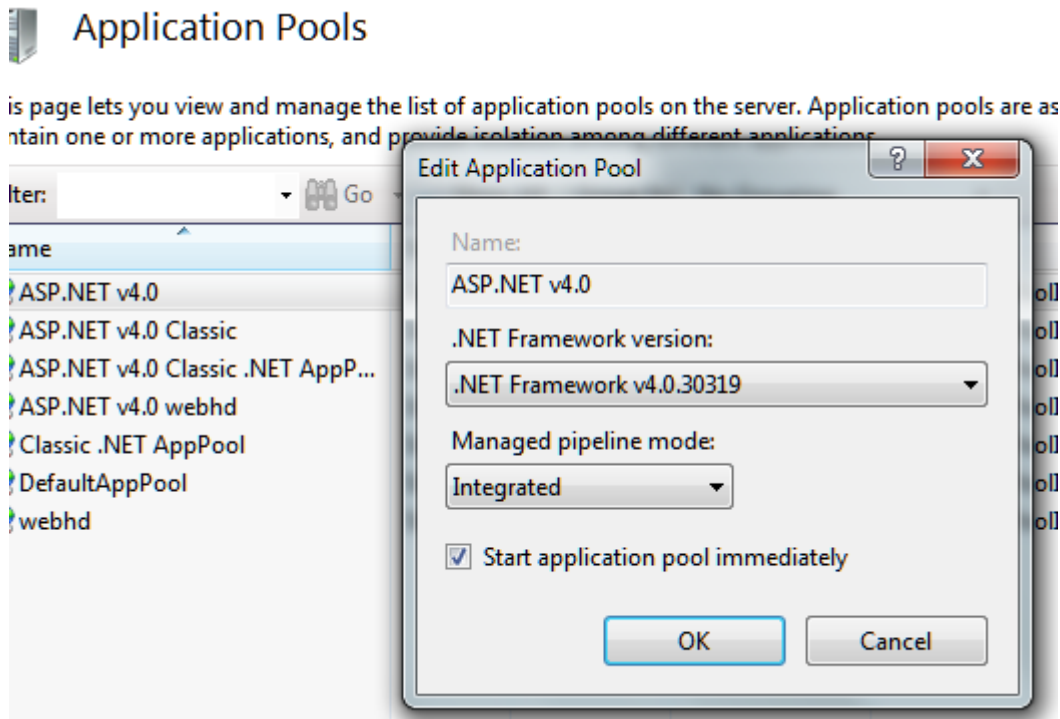 Application Pools
is page lets you view and manage the list of application pools on the server. Application pools are as
ntain one or more applications, and provide isolation among different applications.
Edit Application Pool
lter:
Go
ame
Name:
ASP.NET v4.0
ASP.NET v4.0
ASP.NET v4.0 Classic
.NET Framework version:
ASP.NET v4.0 Classic .NET AppP...
.NET Framework v4.0.30319
ASP.NET v4.0 webhd
Classic .NET AppPool
Managed pipeline mode:
DefaultAppPool
Integrated
webhd
Start application pool immediately
OK
Cancel